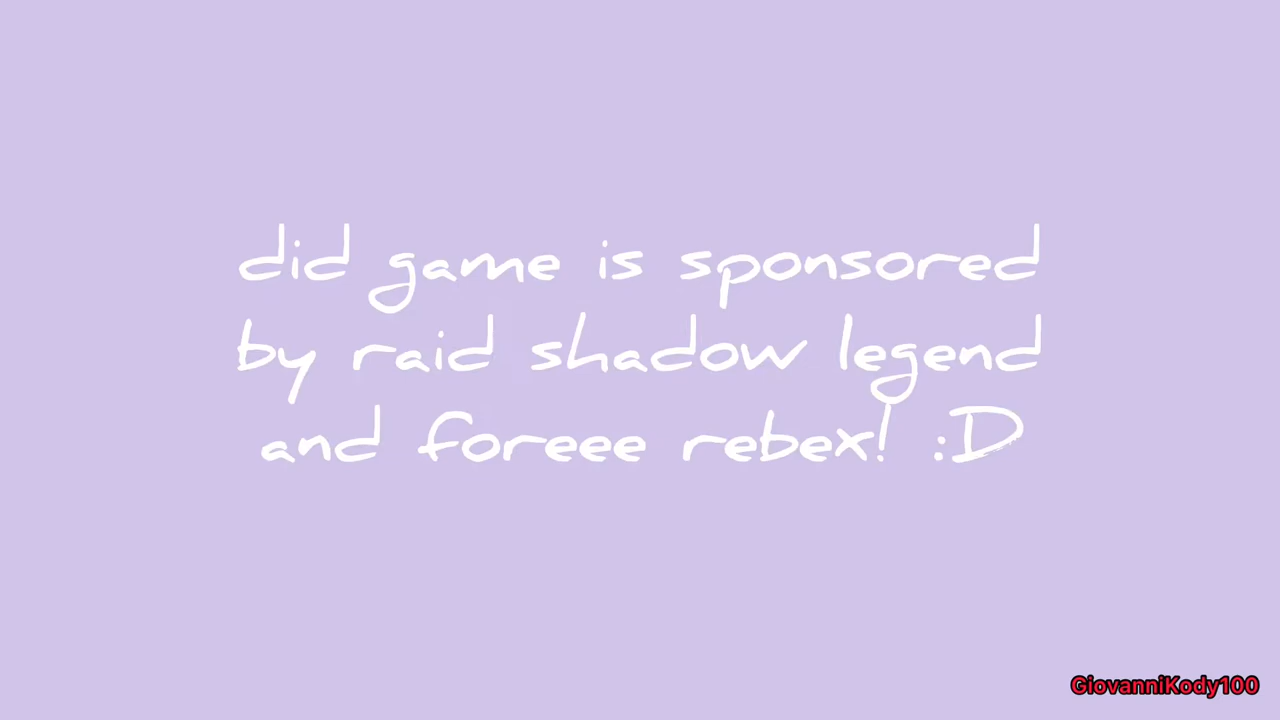 did game is sponsored
by raid shadow legend
and foreee rebex! :D
GiovanniKody100